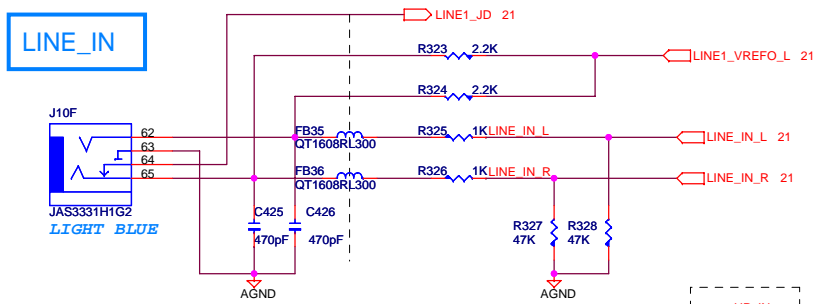 LINE1_JD 21
LINE_IN
R323 2.2K
LINE1_VREFO_L 21
R324 2.2K
J10F
62
FB35
R325 1K LINE_IN_L
LINE_IN_L 21
63
QT1608RL300
64
FB36
R326 1K LINE_IN_R
LINE_IN_R 21
65
QT1608RL300
JAS3331H1G2
C425 C426
LIGHT BLUE
R327 R328
470pF 470pF
47K 47K
AGND AGND